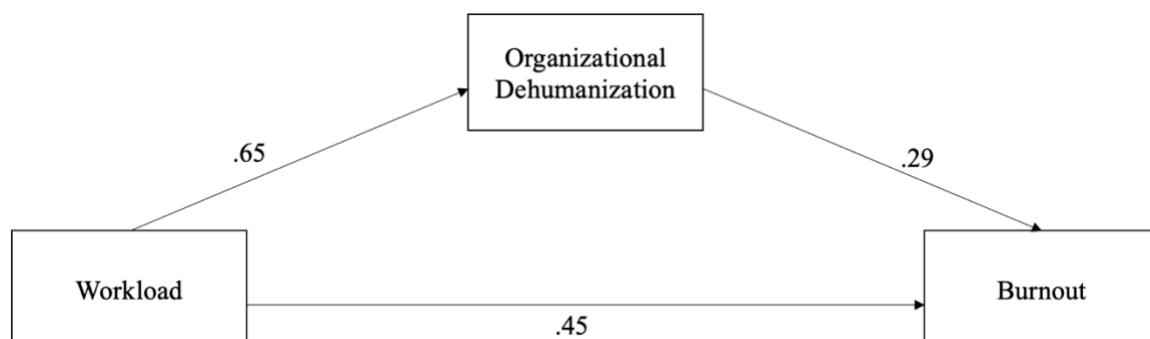 Organizational
Dehumanization
.65
.29
Workload
.45
Burnout